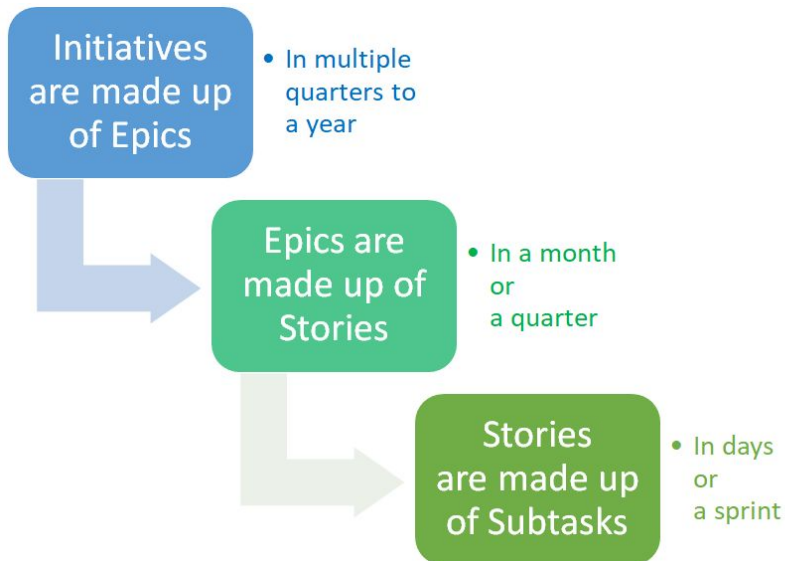 Initiatives
are made up
of Epics
• In multiple
quarters to
a year
Epics are
made up of
Stories
• In a month
or
a quarter
Stories
are made up
of Subtasks
• In days
or
a sprint